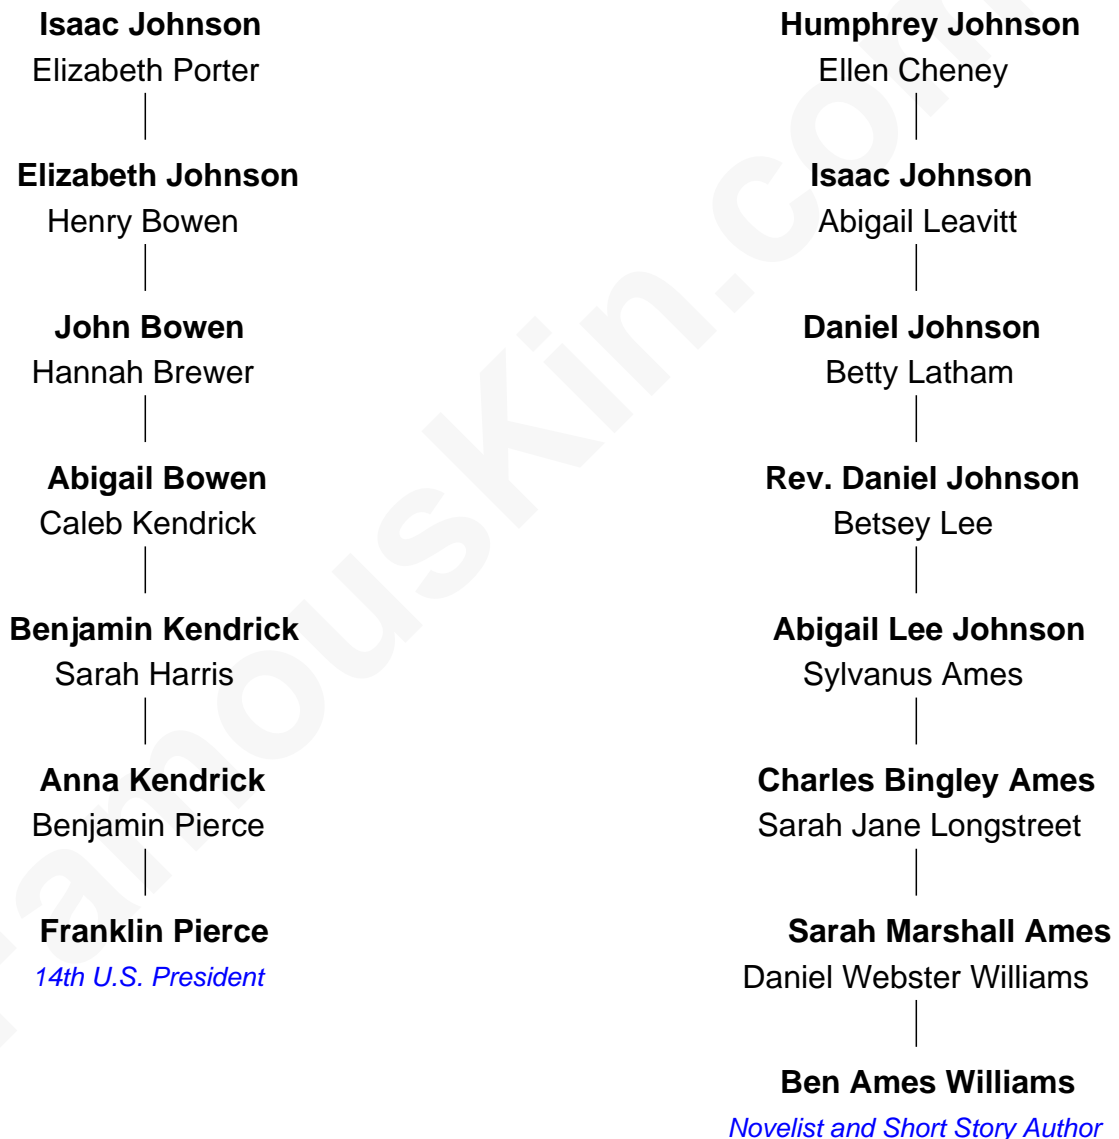 Isaac Johnson
Elizabeth Porter
Elizabeth Johnson
Henry Bowen
John Bowen
Hannah Brewer
Abigail Bowen
Caleb Kendrick
Benjamin Kendrick
Sarah Harris
Anna Kendrick
Benjamin Pierce
Franklin Pierce
14th U.S. President
Humphrey Johnson
Ellen Cheney
Isaac Johnson
Abigail Leavitt
Daniel Johnson
Betty Latham
Rev. Daniel Johnson
Betsey Lee
Abigail Lee Johnson
Sylvanus Ames
Charles Bingley Ames
Sarah Jane Longstreet
Sarah Marshall Ames
Daniel Webster Williams
Ben Ames Williams
Novelist and Short Story Author
FamousKin.com